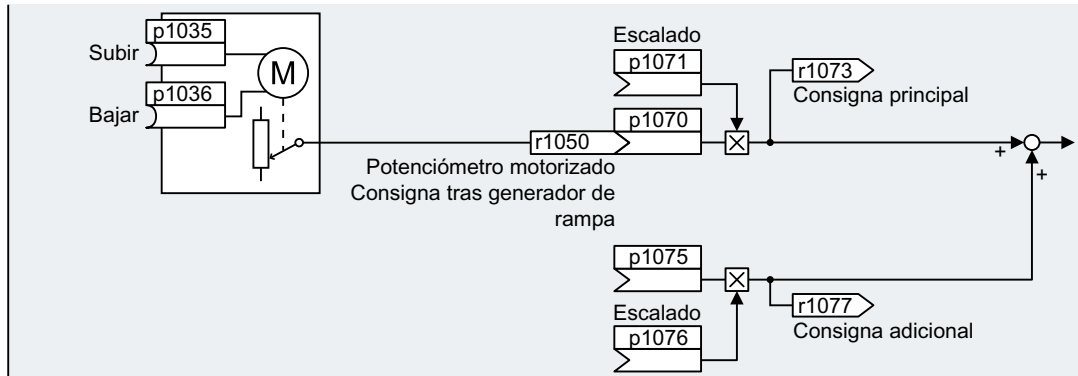 p1035
Subir
p1036
Bajar
M
Escalado
p1071
p1070
r1073
Consigna principal
r1050
Potenciómetro motorizado
Consigna tras generador de
rampa
+
+
p1075
Escalado
p1076
r1077
Consigna adicional